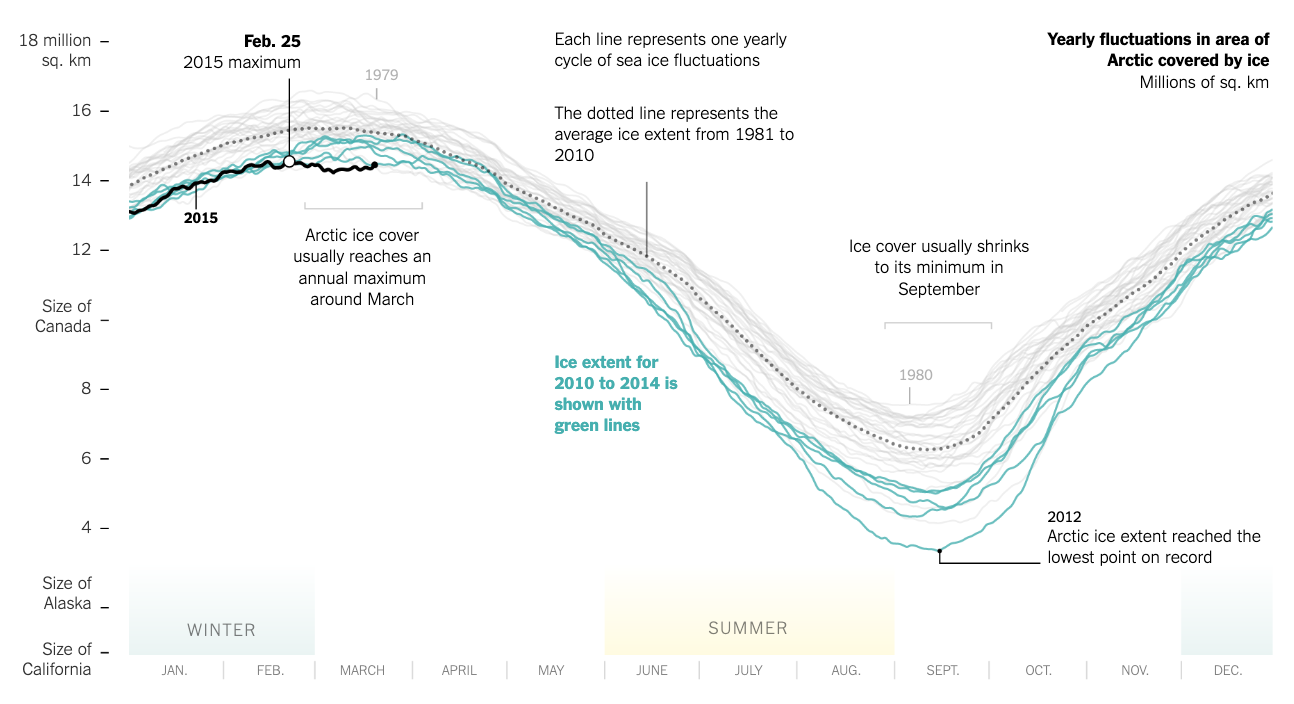 Yearly fluctuations in area of
Arctic covered by ice
Millions of sq. km
18 million
sq. km
16
14
12
Size of
Canada
8
6
4
Size of
Alaska
Size of
California
Feb. 25
2015 maximum
1979
2015
Arctic ice cover
usually reaches an
annual maximum
around March
Each line represents one yearly
cycle of sea ice fluctuations
The dotted line represents the
average ice extent from 1981 to
2010
Ice extent for
2010 to 2014 is
shown with
green lines
Ice cover usually shrinks
to its minimum in
September
1980
2012
Arctic ice extent reached the
lowest point on record
WINTER
SUMMER
JAN.
FEB.
MARCH
APRIL
MAY
JUNE
JULY
AUG.
SEPT.
OCT.
NOV.
DEC.